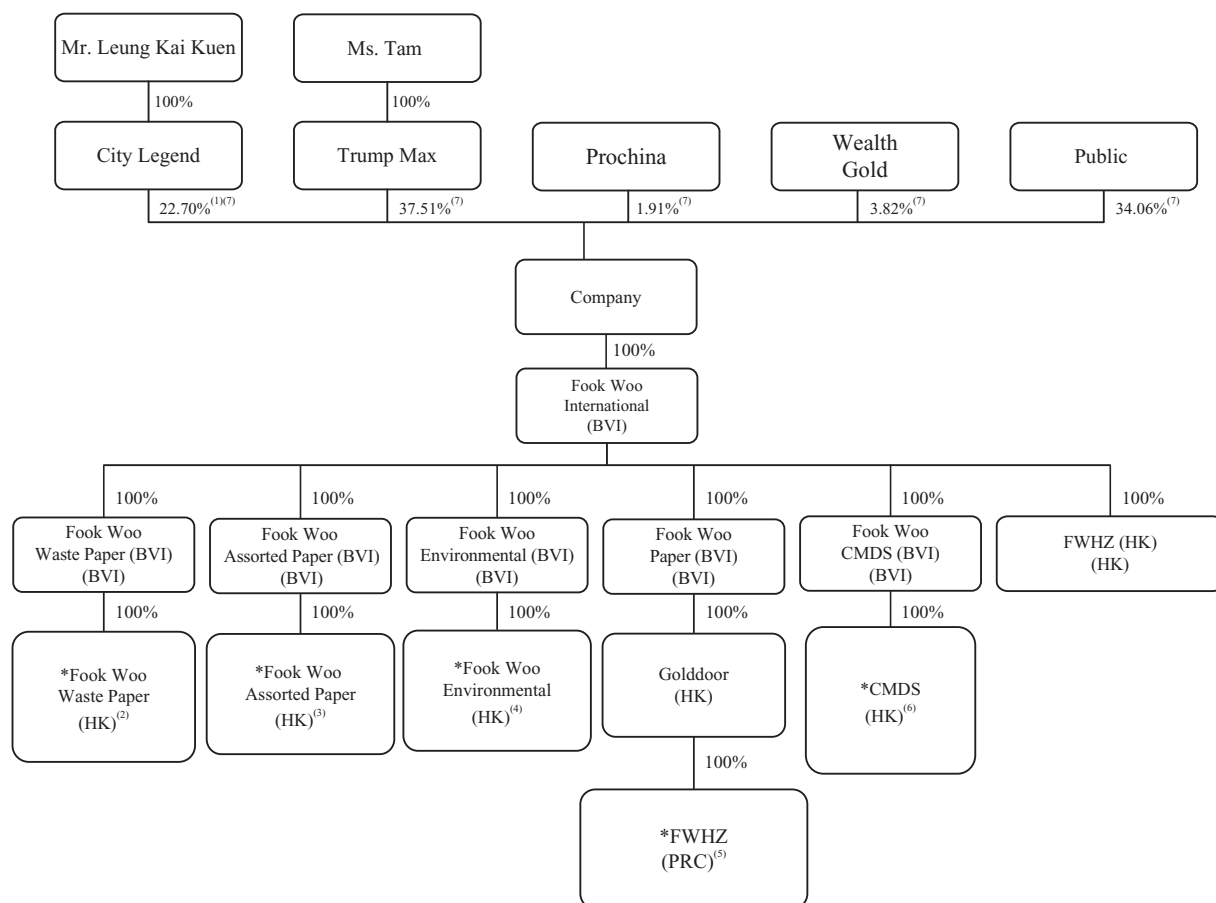 Mr. Leung Kai Kuen
Ms. Tam
100%
100%
City Legend
Trump Max
Prochina
Wealth
Gold
Public
22.70%(1)(7)
37.51%(7)
1.91%(7)
3.82%(7)
34.06%(7)
Company
100%
Fook Woo
International
(BVI)
100%
100%
100%
100%
100%
100%
Fook Woo
Waste Paper (BVI)
(BVI)
Fook Woo
Assorted Paper (BVI)
(BVI)
Fook Woo
Environmental (BVI)
(BVI)
Fook Woo
Paper (BVI)
(BVI)
Fook Woo
CMDS (BVI)
(BVI)
FWHZ (HK)
(HK)
100%
100%
100%
100%
100%
*Fook Woo
Waste Paper
(HK)(2)
*Fook Woo
Assorted Paper
(HK)(3)
*Fook Woo
Environmental
(HK)(4)
Golddoor
(HK)
*CMDS
(HK)(6)
100%
*FWHZ
(PRC)(5)